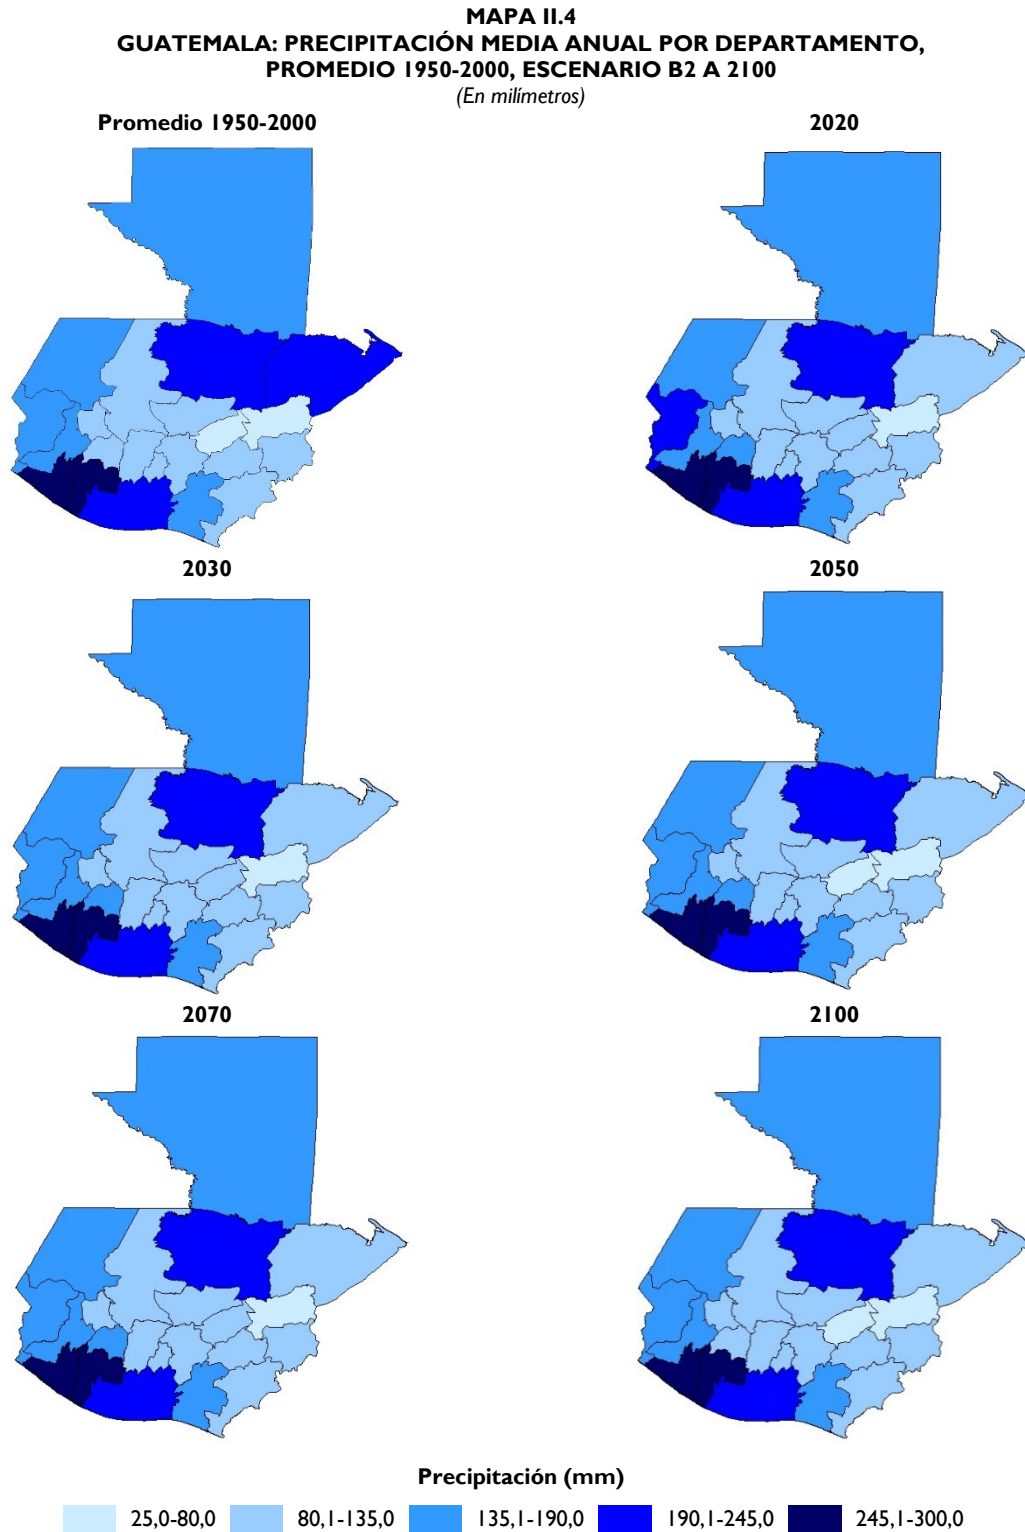 MAPA II.4
GUATEMALA: PRECIPITACIÓN MEDIA ANUAL POR DEPARTAMENTO,
PROMEDIO 1950-2000, ESCENARIO B2 A 2100
(En milímetros)
Promedio 1950-2000
2020
2030
2050
2070
2100
Precipitación (mm)
25,0-80,0 80,1-135,0 135,1-190,0 190,1-245,0 245,1-300,0